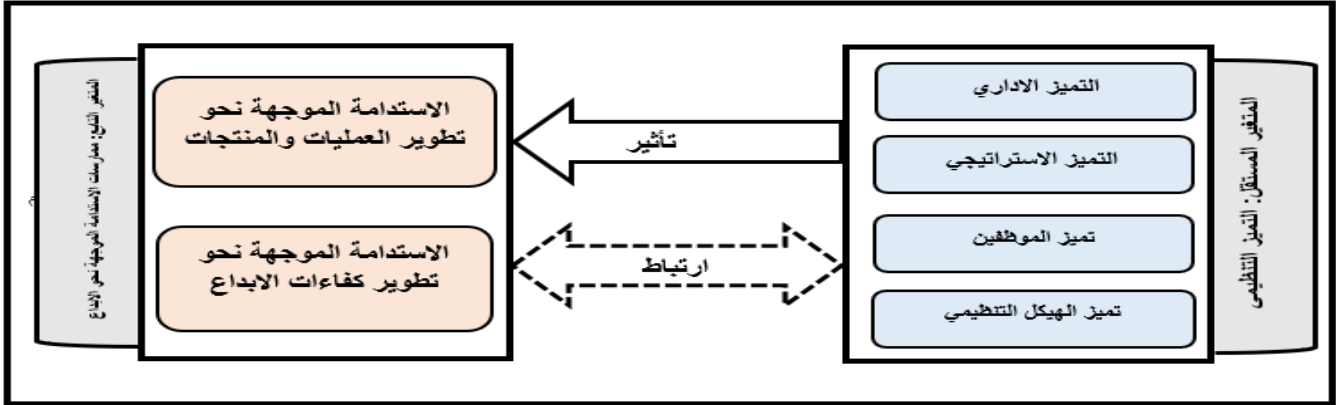 المتغير المستقل: التميز التنظيمي
التميز الاداري
التميز الاستراتيجي
تميز الموظفين
تميز الهيكل التنظيمي
تأثير
ارتباط
الاستدامة الموجهة نحو
تطوير العمليات والمنتجات
الاستدامة الموجهة نحو
تطوير كفاءات الابداع
المتغير التابع: ممارسات الاستدامة الموجهة نحو الابداع